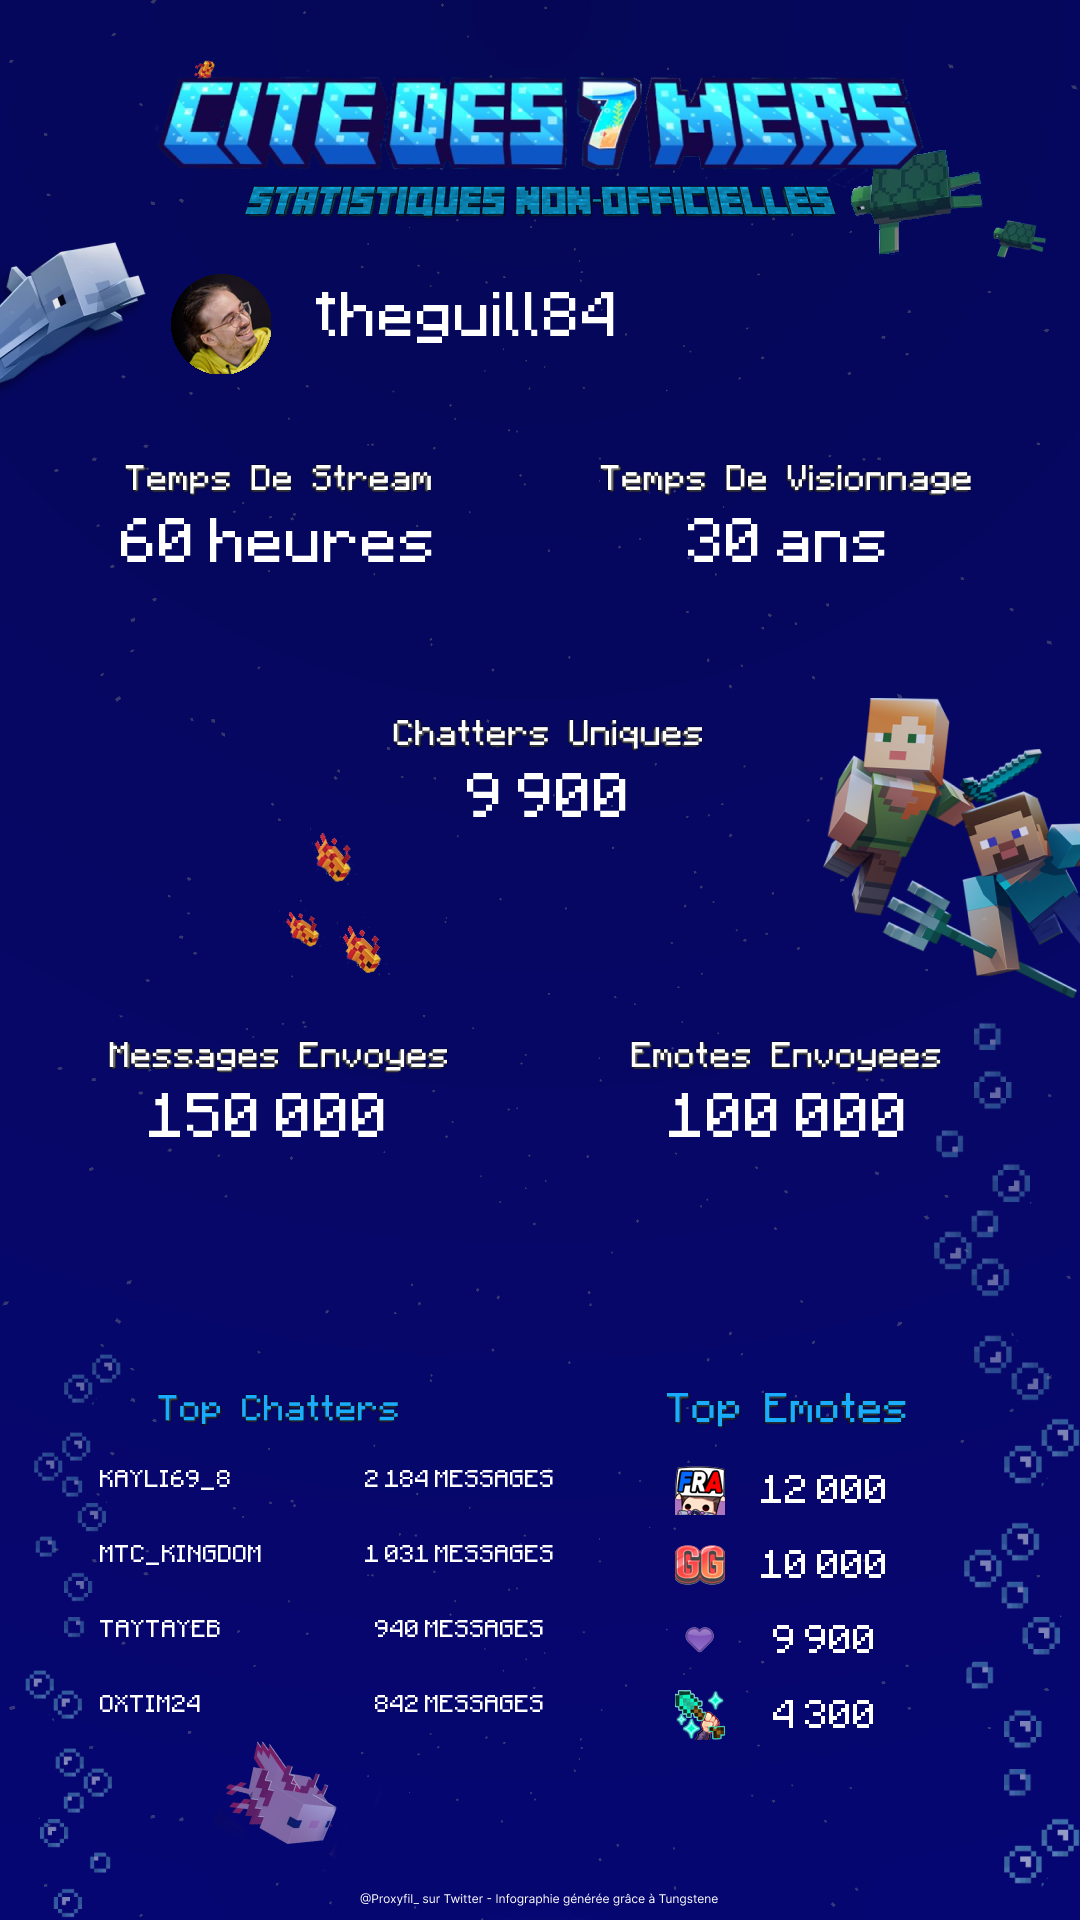 CITE DES 7 MERS
STATISTIQUES NON-OFFICIELLES
theguill84
Temps De Stream
60 heures
Temps De Visionnage
30 ans
Chatters Uniques
9 900
Messages Envoyes
150 000
Emotes Envoyees
100 000
Top Chatters
KAYLI69_8 2 184 MESSAGES
MTC_KINGDOM 1 031 MESSAGES
TAYTAYEB 940 MESSAGES
OXTIM24 842 MESSAGES
Top Emotes
FRA 12 000
GG 10 000
9 900
4 300
@Proxyfil_ sur Twitter - Infographie générée grâce à Tungstene